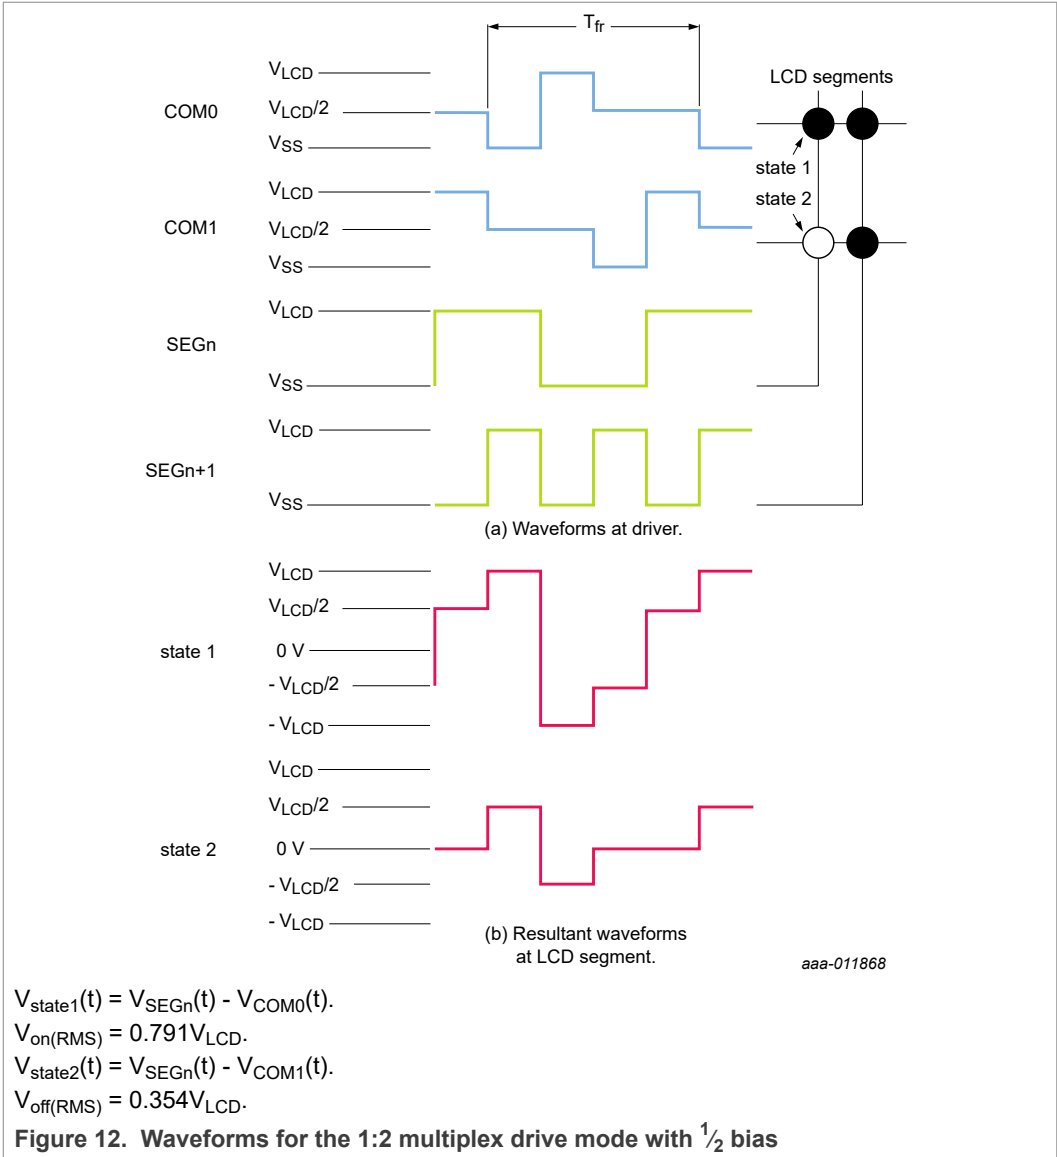 T_fr
V_LCD
COM0
V_LCD/2
V_SS
LCD segments
state 1
state 2
V_LCD
COM1
V_LCD/2
V_SS
V_LCD
SEGn
V_SS
V_LCD
SEGn+1
V_SS
(a) Waveforms at driver.
V_LCD
V_LCD/2
state 1
0 V
- V_LCD/2
- V_LCD
V_LCD
V_LCD/2
state 2
0 V
- V_LCD/2
- V_LCD
(b) Resultant waveforms
at LCD segment.
aaa-011868
V_state1(t) = V_SEGn(t) - V_COM0(t).
V_on(RMS) = 0.791V_LCD.
V_state2(t) = V_SEGn(t) - V_COM1(t).
V_off(RMS) = 0.354V_LCD.
Figure 12. Waveforms for the 1:2 multiplex drive mode with 1/2 bias